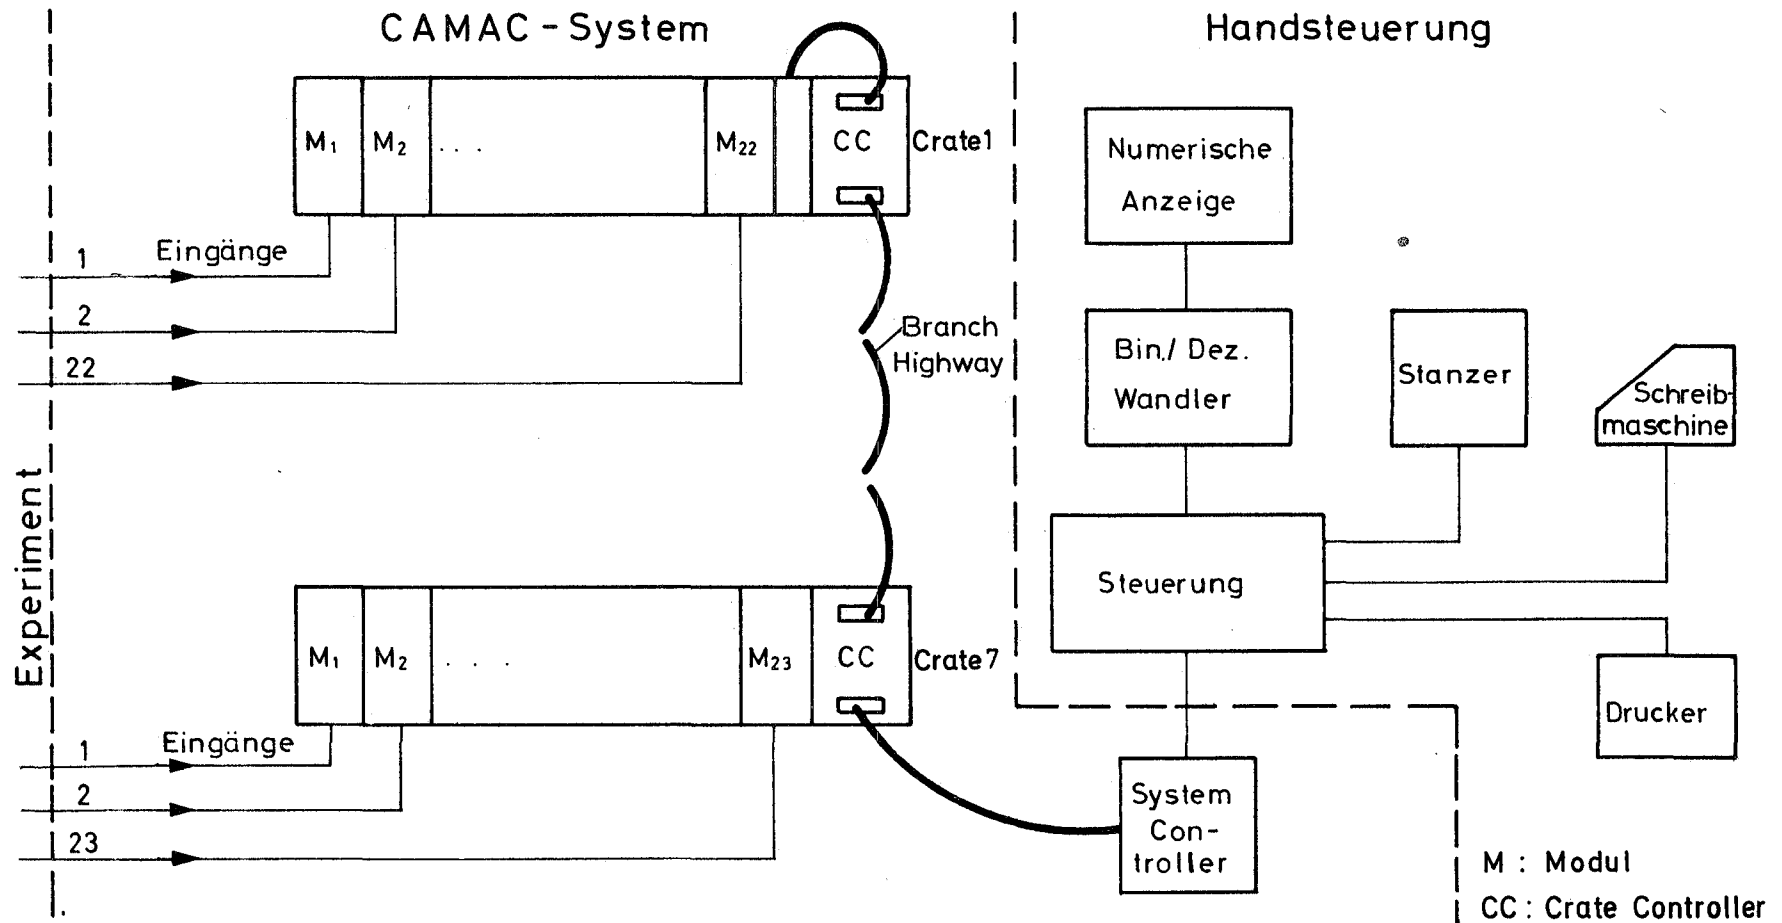 CAMAC-System
Handsteuerung
M1
M2
. . .
M22
CC
Crate1
Numerische
Anzeige
1
Eingänge
2
22
Branch
Highway
Bin./ Dez.
Wandler
Stanzer
Schreib-
maschine
Experiment
Steuerung
M1
M2
. . . .
M23
CC
Crate7
Drucker
1
Eingänge
2
23
System
Con-
troller
M : Modul
CC : Crate Controller